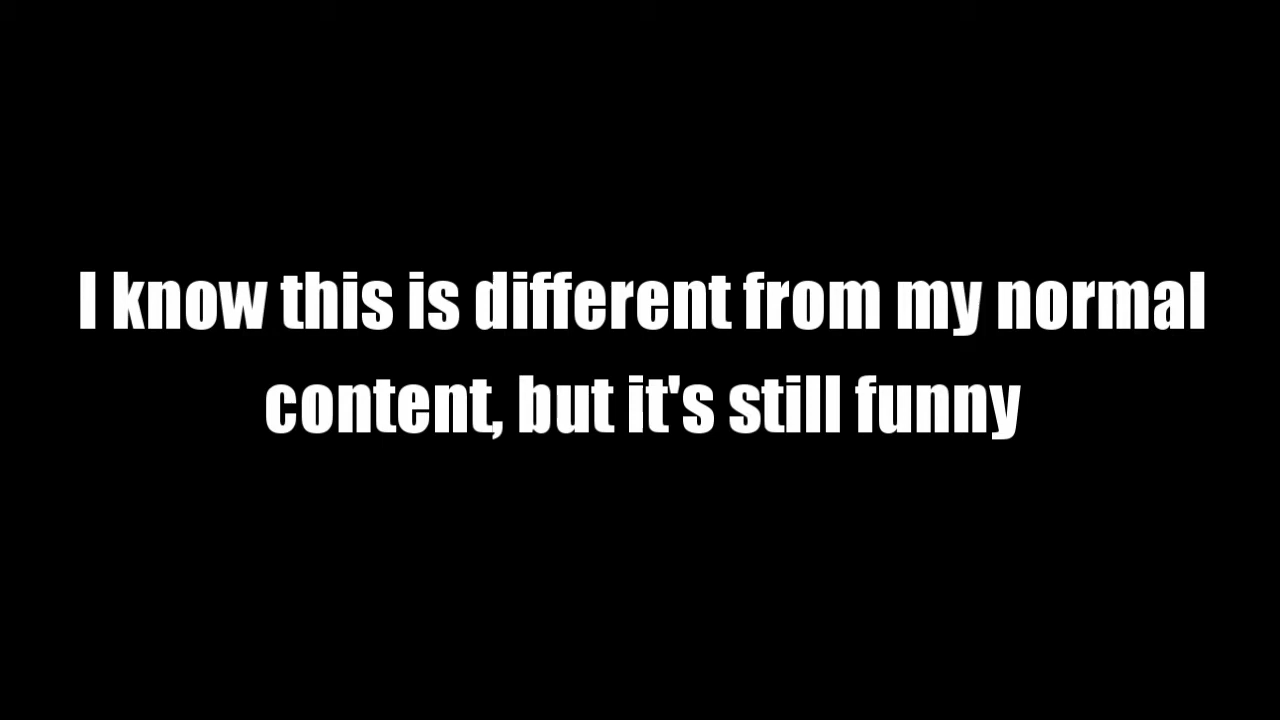 I know this is different from my normal
content, but it's still funny